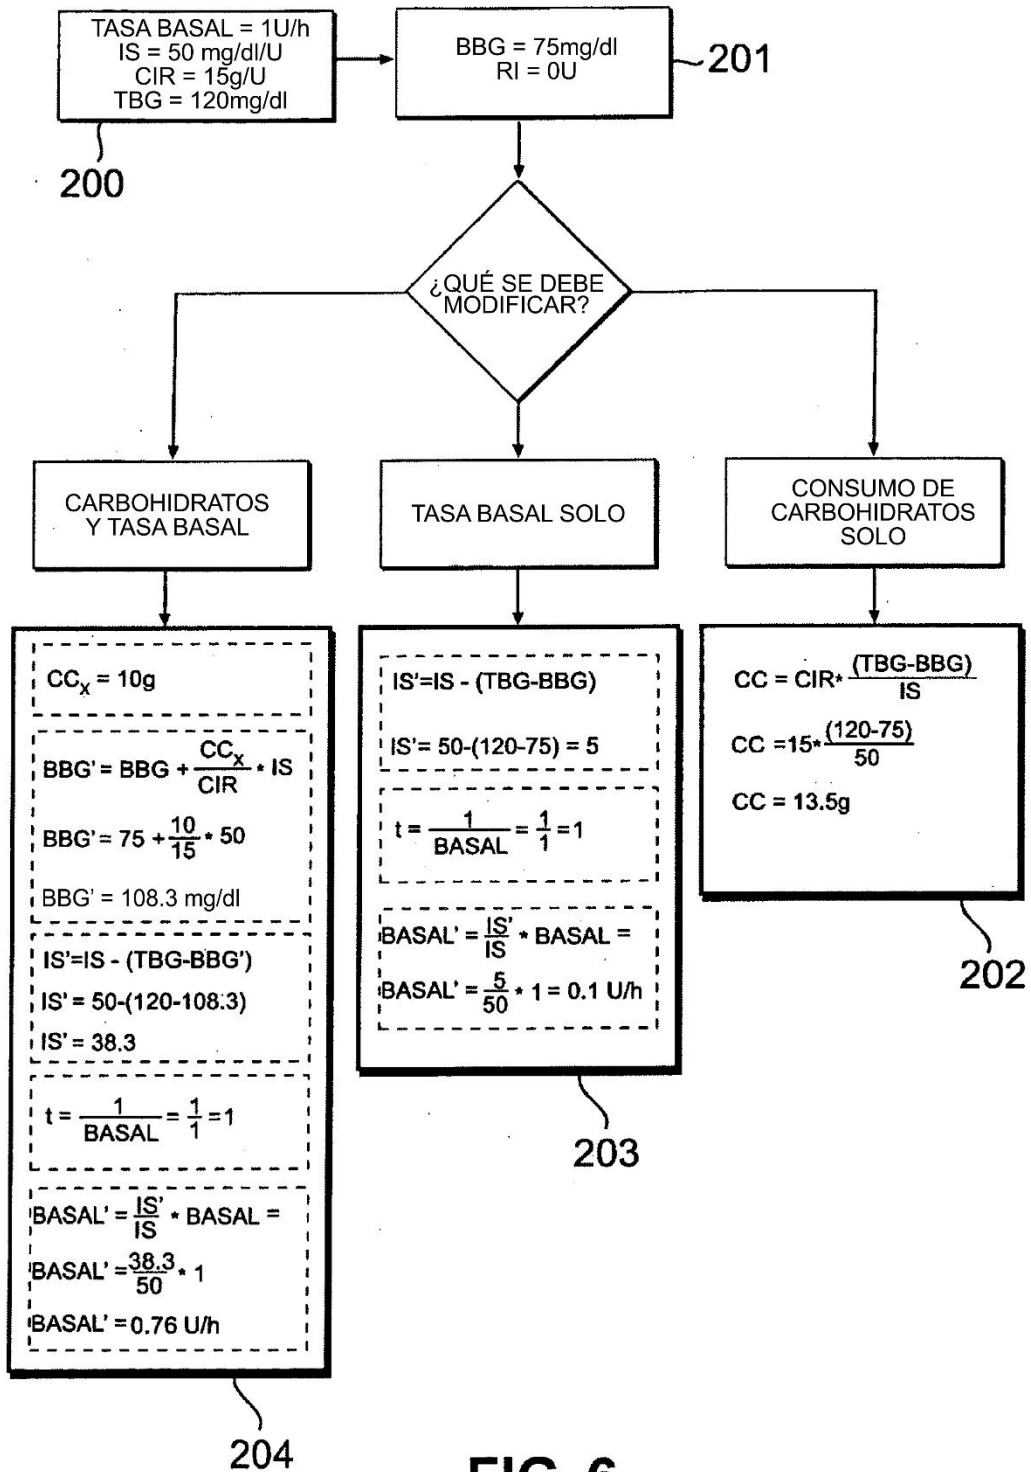 TASA BASAL = 1U/h
IS = 50 mg/dl/U
CIR = 15g/U
TBG = 120mg/dl
200
BBG = 75mg/dl
RI = 0U
201
¿QUÉ SE DEBE
MODIFICAR?
CARBOHIDRATOS
Y TASA BASAL
TASA BASAL SOLO
CONSUMO DE
CARBOHIDRATOS
SOLO
CCx = 10g
BBG' = BBG + CCx/CIR * IS
BBG' = 75 + 10/15 * 50
BBG' = 108.3 mg/dl
IS'=IS - (TBG-BBG')
IS' = 50-(120-108.3)
IS' = 38.3
t = 1/BASAL = 1/1 = 1
BASAL' = IS'/IS * BASAL =
BASAL' = 38.3/50 * 1
BASAL' = 0.76 U/h
204
IS'=IS - (TBG-BBG)
IS'= 50-(120-75) = 5
t = 1/BASAL = 1/1 = 1
BASAL' = IS'/IS * BASAL =
BASAL' = 5/50 * 1 = 0.1 U/h
203
CC = CIR* (TBG-BBG)/IS
CC =15* (120-75)/50
CC = 13.5g
202
FIG. 6